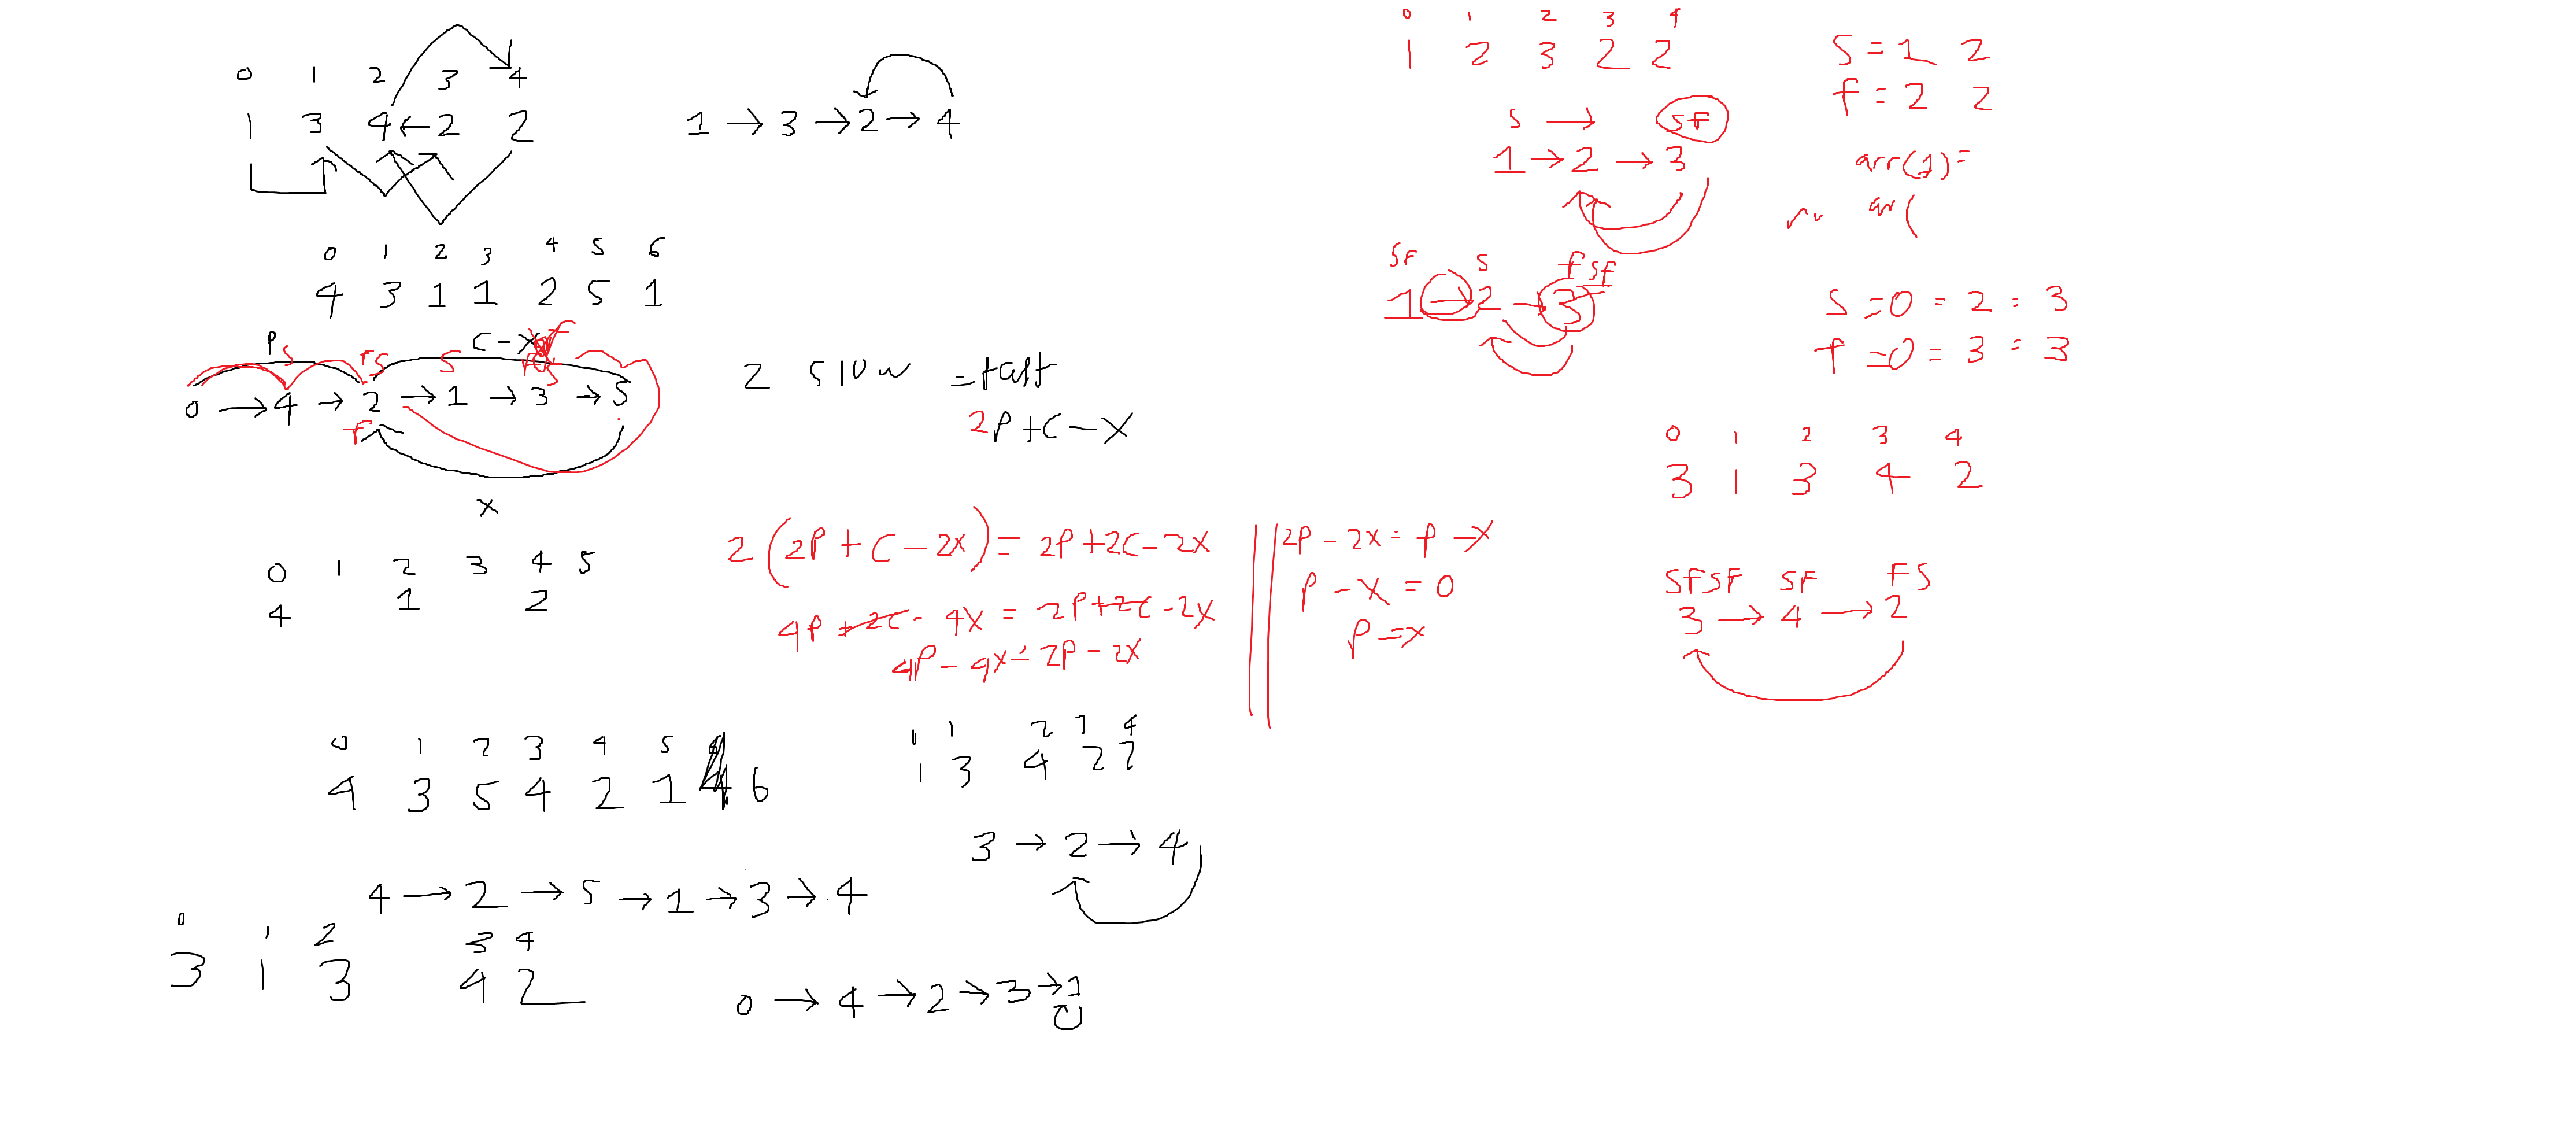 0 1 2 3 4
1 3 4 ← 2 2
1 → 3 → 2 → 4
0 1 2 3 4 5 6
4 3 1 1 2 5 1
P S FS S C - X
0 → 4 → 2 → 1 → 3 → 5
f
x
2 slow = fast
2P + C - X
0 1 2 3 4 5
4 1 2
2(2P + C - 2X) = 2P + 2C - 2X
4P + 2C - 4X = 2P + 2C - 2X
4P - 4X = 2P - 2X
2P - 2X = P - X
P - X = 0
P = X
0 1 2 3 4 5
4 3 5 4 2 1 6
4 → 2 → 5 → 1 → 3 → 4
1 2 3 4
1 3 4 2 2
3 → 2 → 4
0 1 2 3 4
3 1 3 4 2
0 → 4 → 2 → 3 → 1
0 1 2 3 4
1 2 3 2 2
S = 1 2
f = 2 2
S → SF
1 → 2 → 3
arr(1) =
ar(
SF S f SF
1 → 2 → 3
S = 0 = 2 = 3
f = 0 = 3 = 3
0 1 2 3 4
3 1 3 4 2
SFSF SF FS
3 → 4 → 2